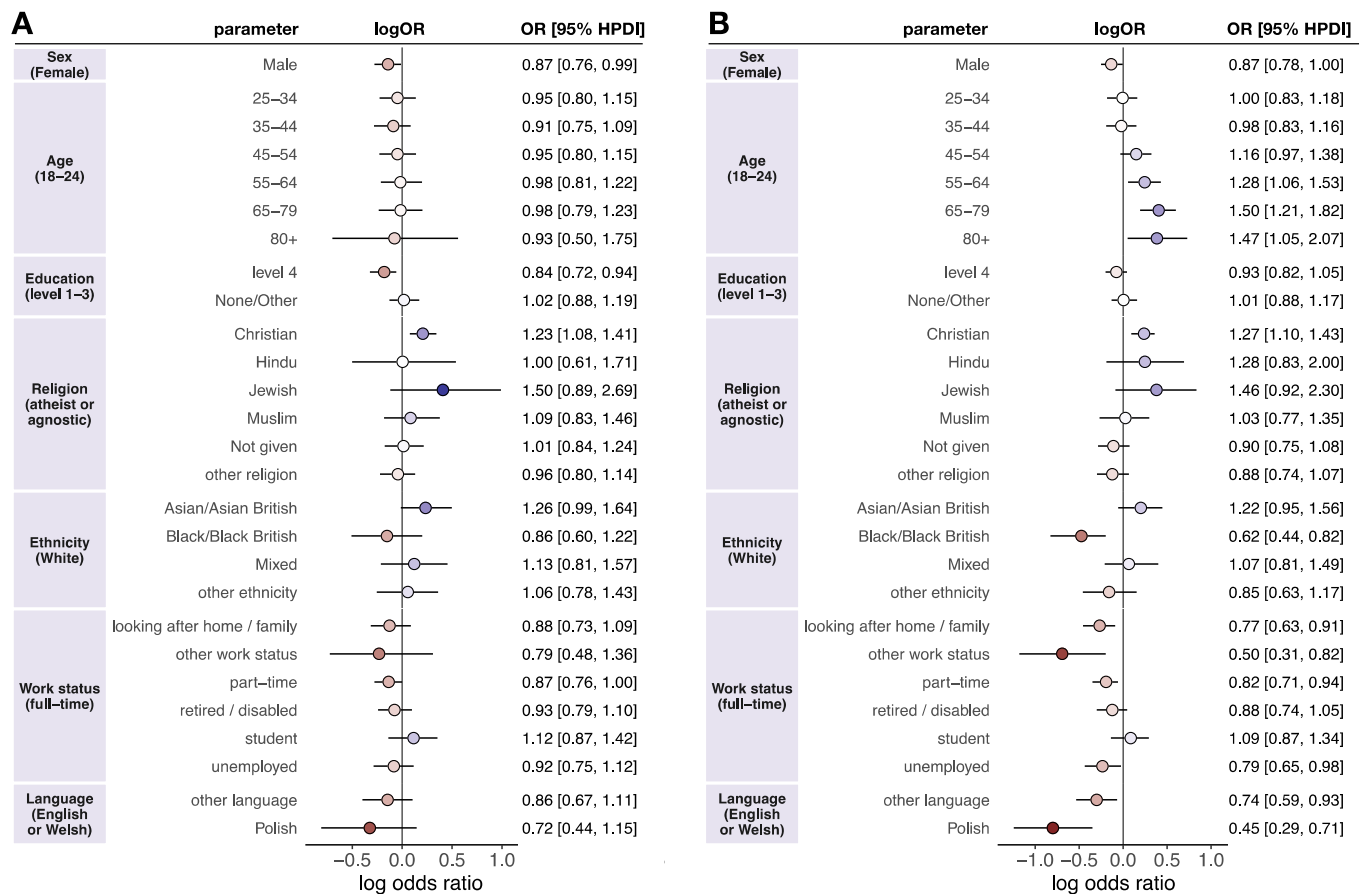 A parameter logOR OR [95% HPDI]
Sex
(Female)
Male 0.87 [0.76, 0.99]
Age
(18–24)
25–34 0.95 [0.80, 1.15]
35–44 0.91 [0.75, 1.09]
45–54 0.95 [0.80, 1.15]
55–64 0.98 [0.81, 1.22]
65–79 0.98 [0.79, 1.23]
80+ 0.93 [0.50, 1.75]
Education
(level 1–3)
level 4 0.84 [0.72, 0.94]
None/Other 1.02 [0.88, 1.19]
Religion
(atheist or
agnostic)
Christian 1.23 [1.08, 1.41]
Hindu 1.00 [0.61, 1.71]
Jewish 1.50 [0.89, 2.69]
Muslim 1.09 [0.83, 1.46]
Not given 1.01 [0.84, 1.24]
other religion 0.96 [0.80, 1.14]
Ethnicity
(White)
Asian/Asian British 1.26 [0.99, 1.64]
Black/Black British 0.86 [0.60, 1.22]
Mixed 1.13 [0.81, 1.57]
other ethnicity 1.06 [0.78, 1.43]
Work status
(full–time)
looking after home / family 0.88 [0.73, 1.09]
other work status 0.79 [0.48, 1.36]
part–time 0.87 [0.76, 1.00]
retired / disabled 0.93 [0.79, 1.10]
student 1.12 [0.87, 1.42]
unemployed 0.92 [0.75, 1.12]
Language
(English
or Welsh)
other language 0.86 [0.67, 1.11]
Polish 0.72 [0.44, 1.15]
−0.5 0.0 0.5 1.0
log odds ratio
B parameter logOR OR [95% HPDI]
Sex
(Female)
Male 0.87 [0.78, 1.00]
Age
(18–24)
25–34 1.00 [0.83, 1.18]
35–44 0.98 [0.83, 1.16]
45–54 1.16 [0.97, 1.38]
55–64 1.28 [1.06, 1.53]
65–79 1.50 [1.21, 1.82]
80+ 1.47 [1.05, 2.07]
Education
(level 1–3)
level 4 0.93 [0.82, 1.05]
None/Other 1.01 [0.88, 1.17]
Religion
(atheist or
agnostic)
Christian 1.27 [1.10, 1.43]
Hindu 1.28 [0.83, 2.00]
Jewish 1.46 [0.92, 2.30]
Muslim 1.03 [0.77, 1.35]
Not given 0.90 [0.75, 1.08]
other religion 0.88 [0.74, 1.07]
Ethnicity
(White)
Asian/Asian British 1.22 [0.95, 1.56]
Black/Black British 0.62 [0.44, 0.82]
Mixed 1.07 [0.81, 1.49]
other ethnicity 0.85 [0.63, 1.17]
Work status
(full–time)
looking after home / family 0.77 [0.63, 0.91]
other work status 0.50 [0.31, 0.82]
part–time 0.82 [0.71, 0.94]
retired / disabled 0.88 [0.74, 1.05]
student 1.09 [0.87, 1.34]
unemployed 0.79 [0.65, 0.98]
Language
(English
or Welsh)
other language 0.74 [0.59, 0.93]
Polish 0.45 [0.29, 0.71]
−1.0 −0.5 0.0 0.5 1.0
log odds ratio